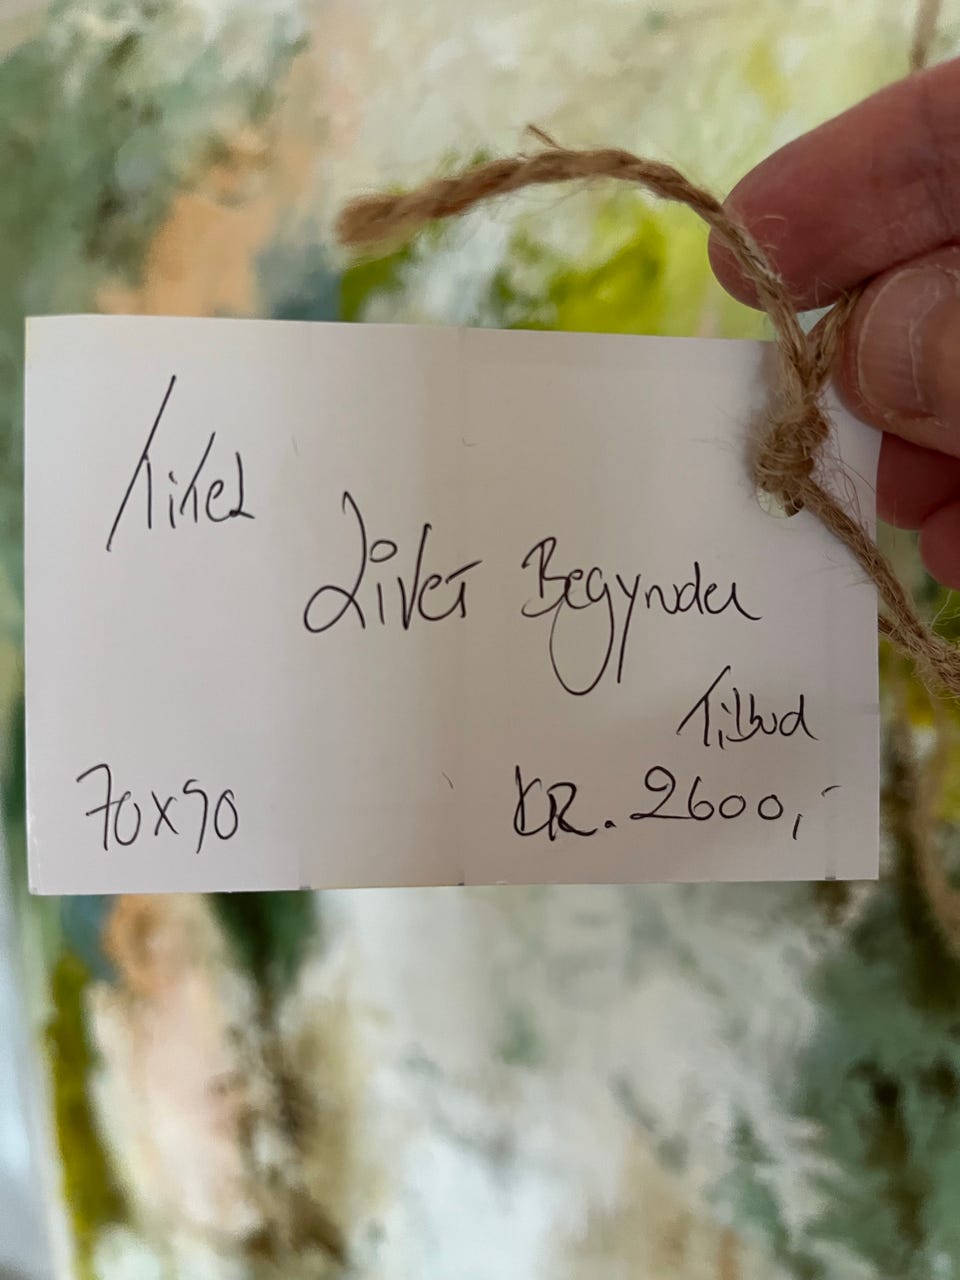 Titel
Livet Begynder
Tilbud
70x90 KR. 2600,-